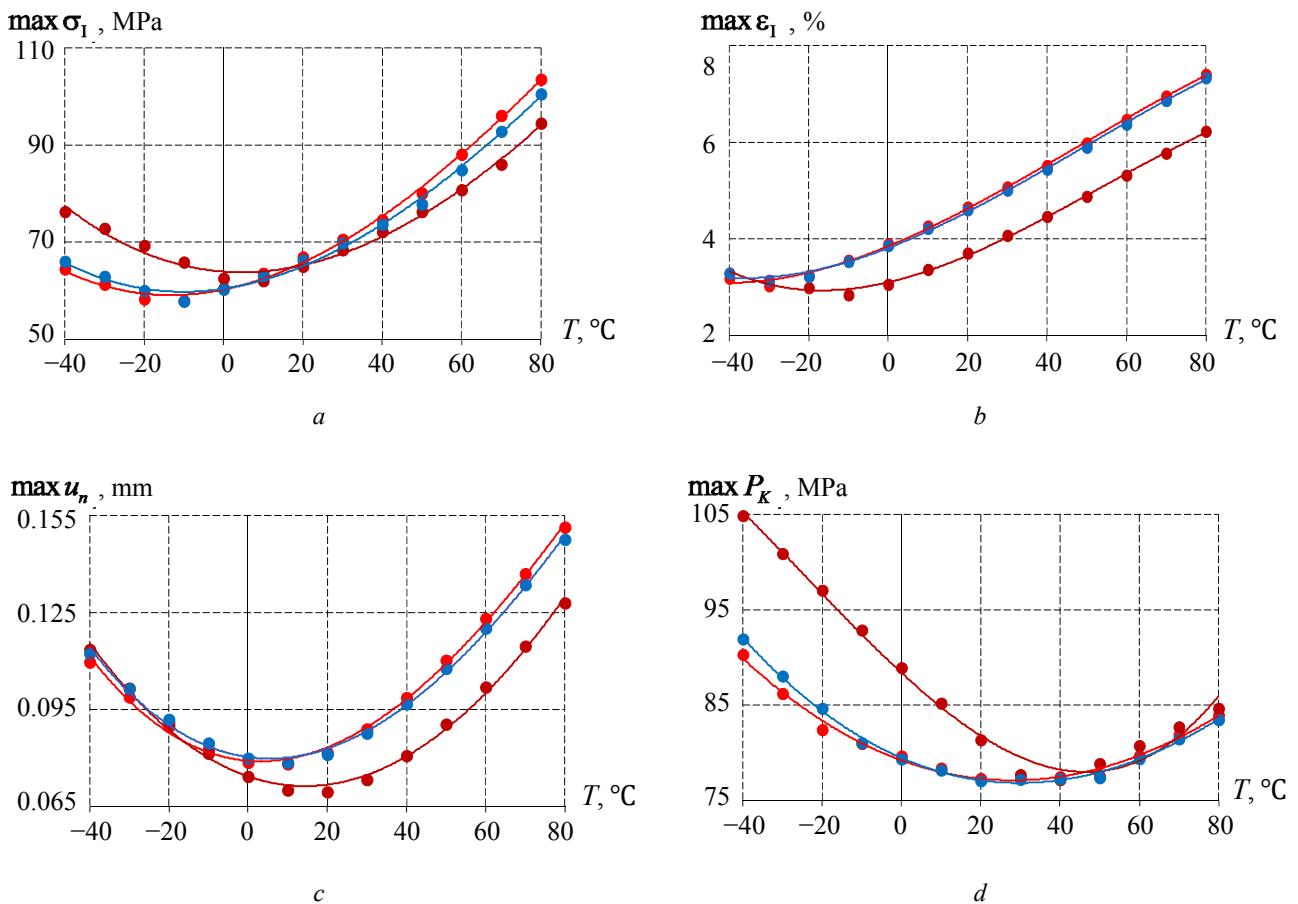 max σI , MPa
110
90
70
50
−40 −20 0 20 40 60 80
T, °C
a
max εI , %
8
6
4
2
−40 −20 0 20 40 60 80
T, °C
b
max un , mm
0.155
0.125
0.095
0.065
−40 −20 0 20 40 60 80
T, °C
c
max PK , MPa
105
95
85
75
−40 −20 0 20 40 60 80
T, °C
d